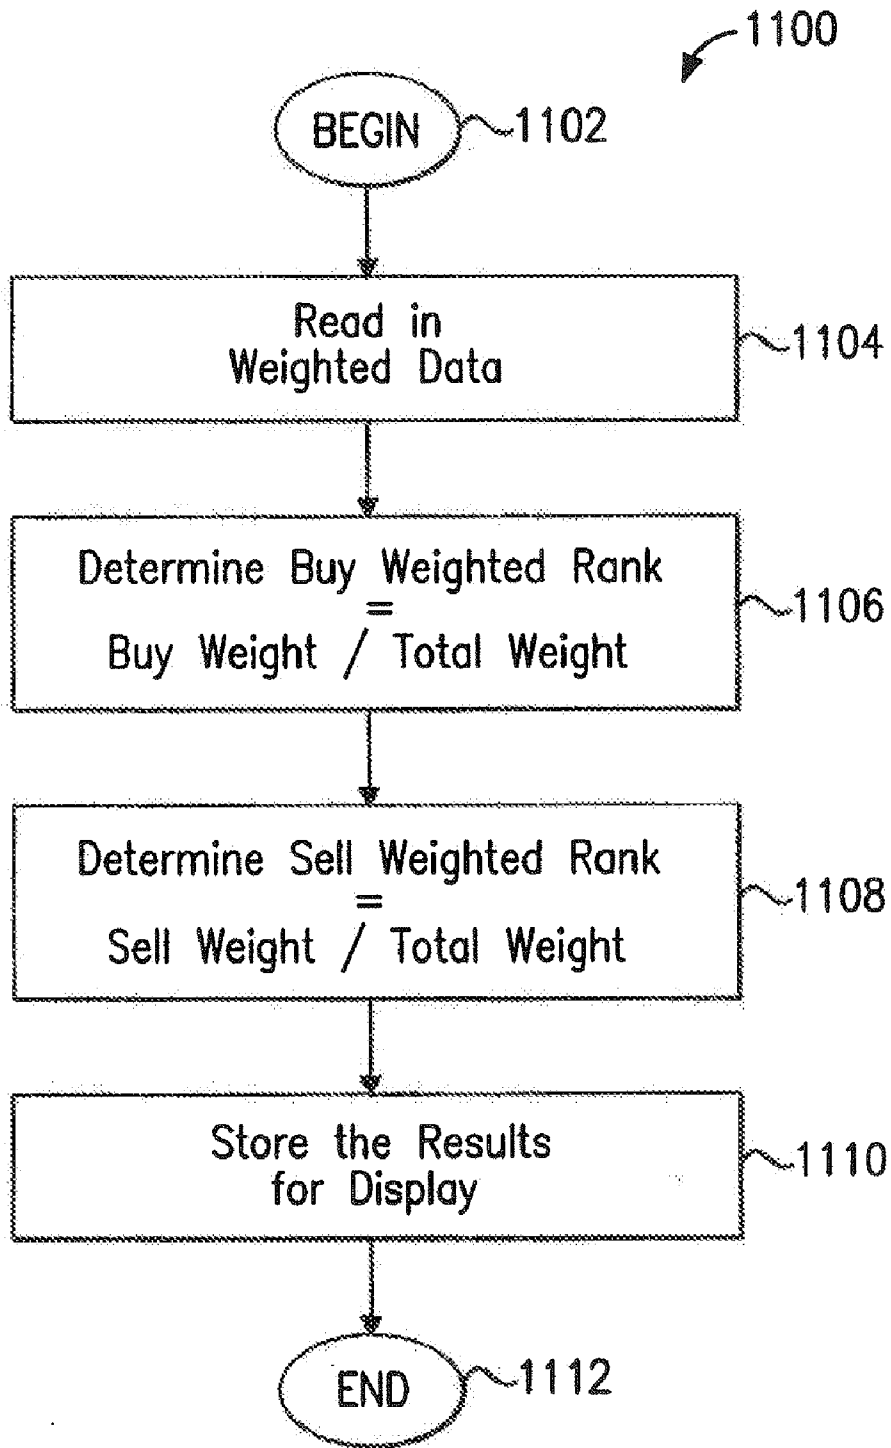 1100
BEGIN
1102
Read in
Weighted Data
1104
Determine Buy Weighted Rank
=
Buy Weight / Total Weight
1106
Determine Sell Weighted Rank
=
Sell Weight / Total Weight
1108
Store the Results
for Display
1110
END
1112